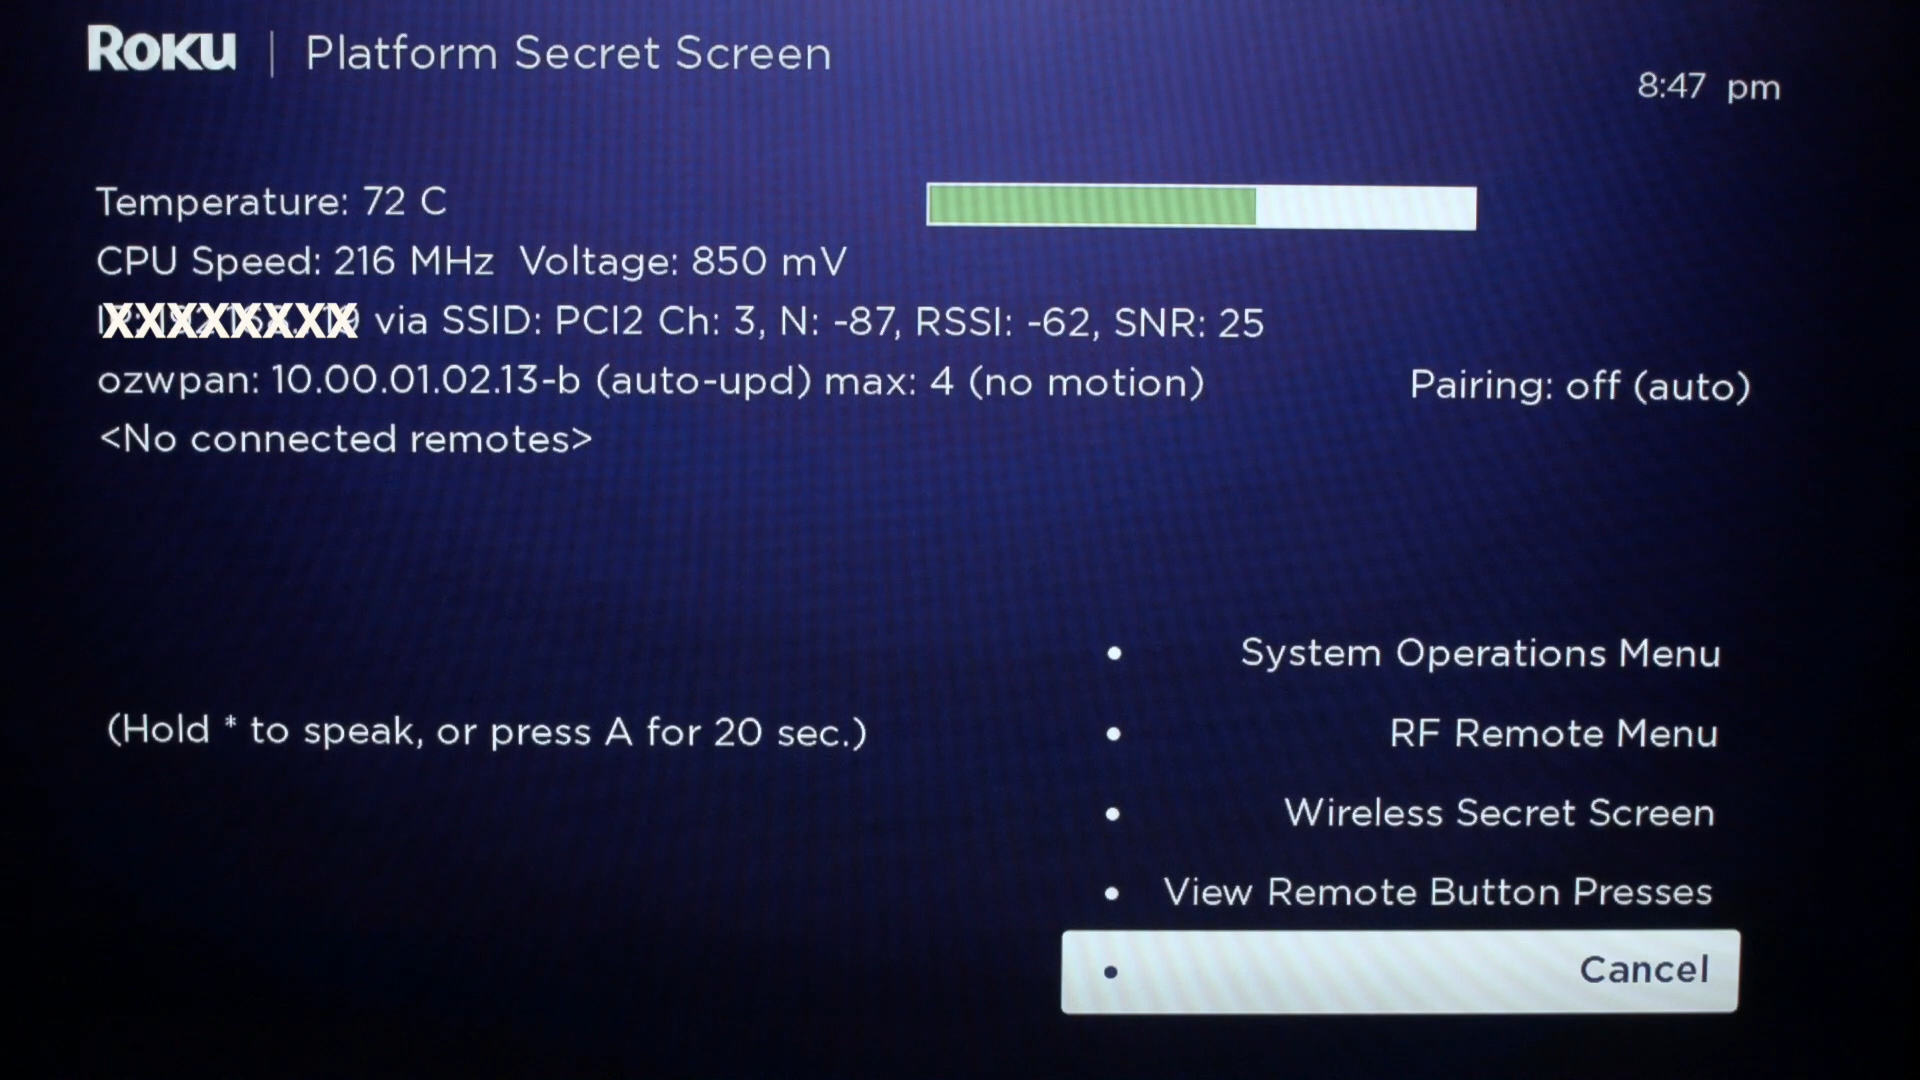 Roku | Platform Secret Screen
8:47 pm
Temperature: 72 C
CPU Speed: 216 MHz Voltage: 850 mV
XXXXXXXX via SSID: PCI2 Ch: 3, N: -87, RSSI: -62, SNR: 25
ozwpan: 10.00.01.02.13-b (auto-upd) max: 4 (no motion)
Pairing: off (auto)
<No connected remotes>
• System Operations Menu
(Hold * to speak, or press A for 20 sec.)
• RF Remote Menu
• Wireless Secret Screen
• View Remote Button Presses
• Cancel